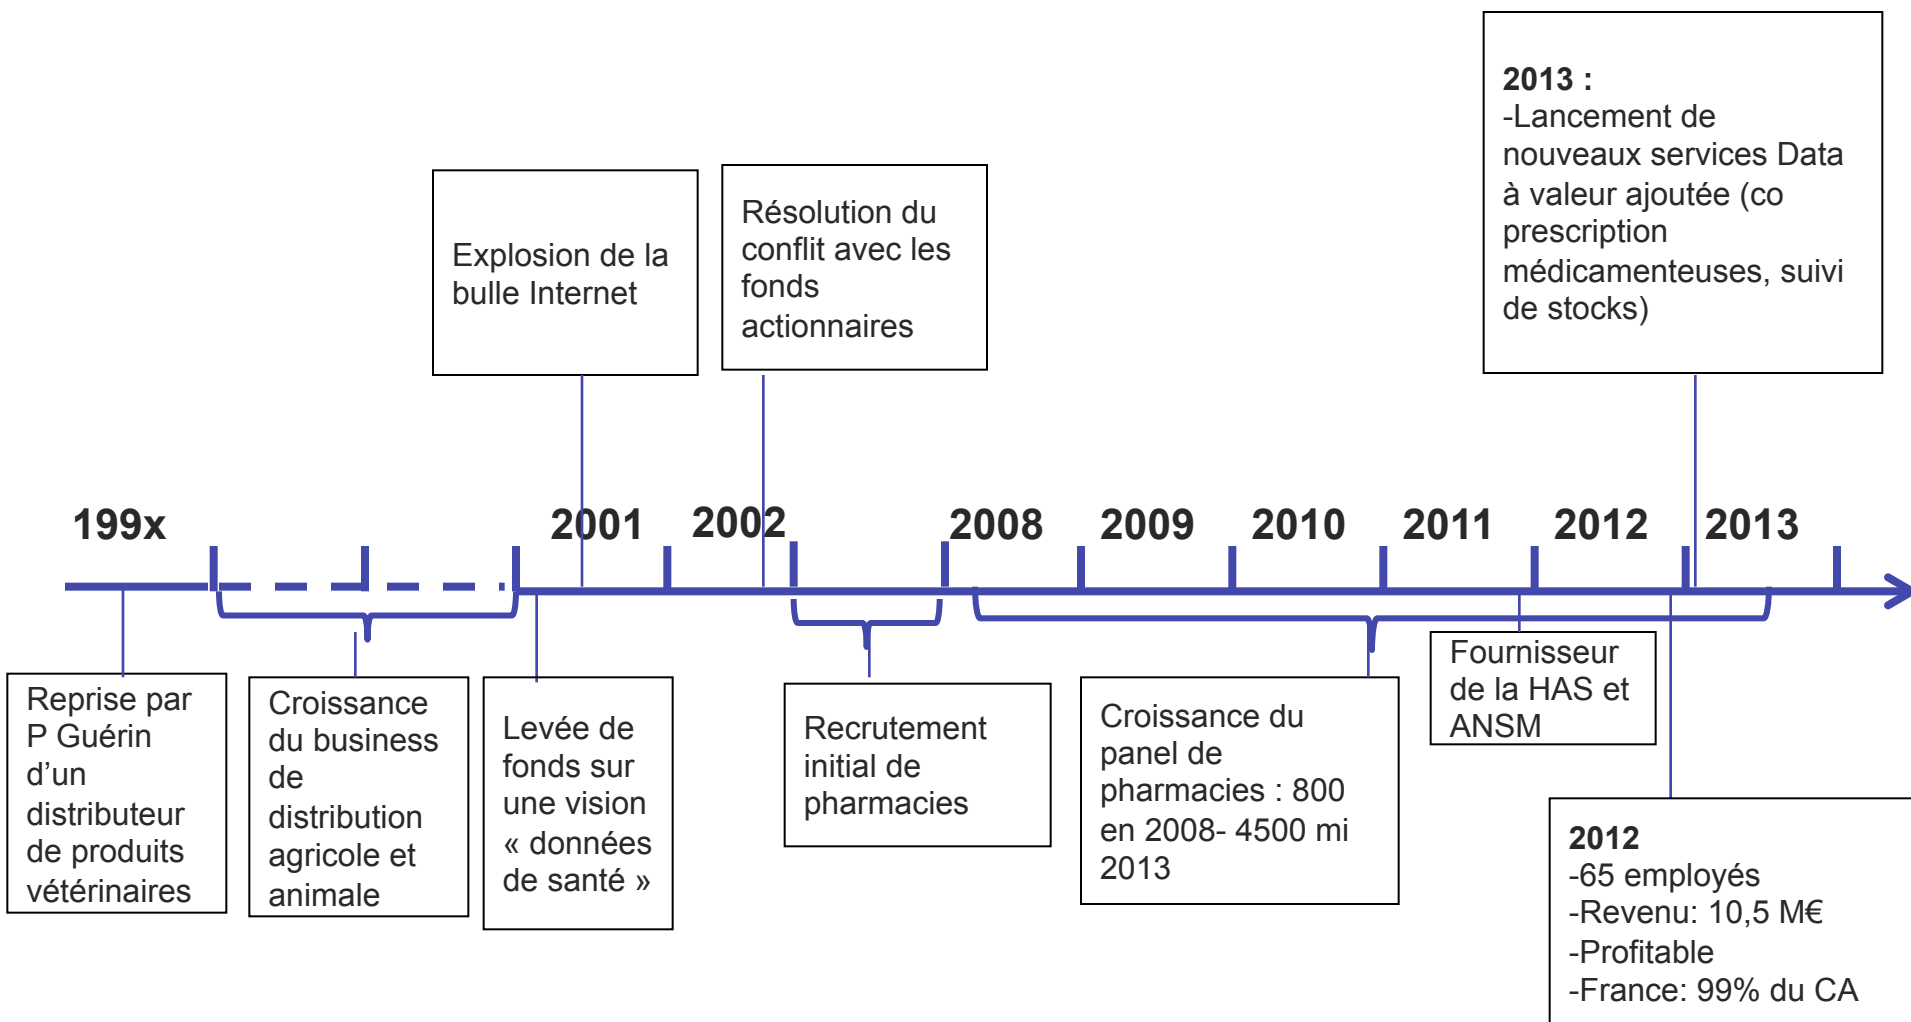 2013 :
-Lancement de
nouveaux services Data
à valeur ajoutée (co
prescription
médicamenteuses, suivi
de stocks)
Explosion de la
bulle Internet
Résolution du
conflit avec les
fonds
actionnaires
199x
2001
2002
2008
2009
2010
2011
2012
2013
Reprise par
P Guérin
d’un
distributeur
de produits
vétérinaires
Croissance
du business
de
distribution
agricole et
animale
Levée de
fonds sur
une vision
« données
de santé »
Recrutement
initial de
pharmacies
Croissance du
panel de
pharmacies : 800
en 2008- 4500 mi
2013
Fournisseur
de la HAS et
ANSM
2012
-65 employés
-Revenu: 10,5 M€
-Profitable
-France: 99% du CA